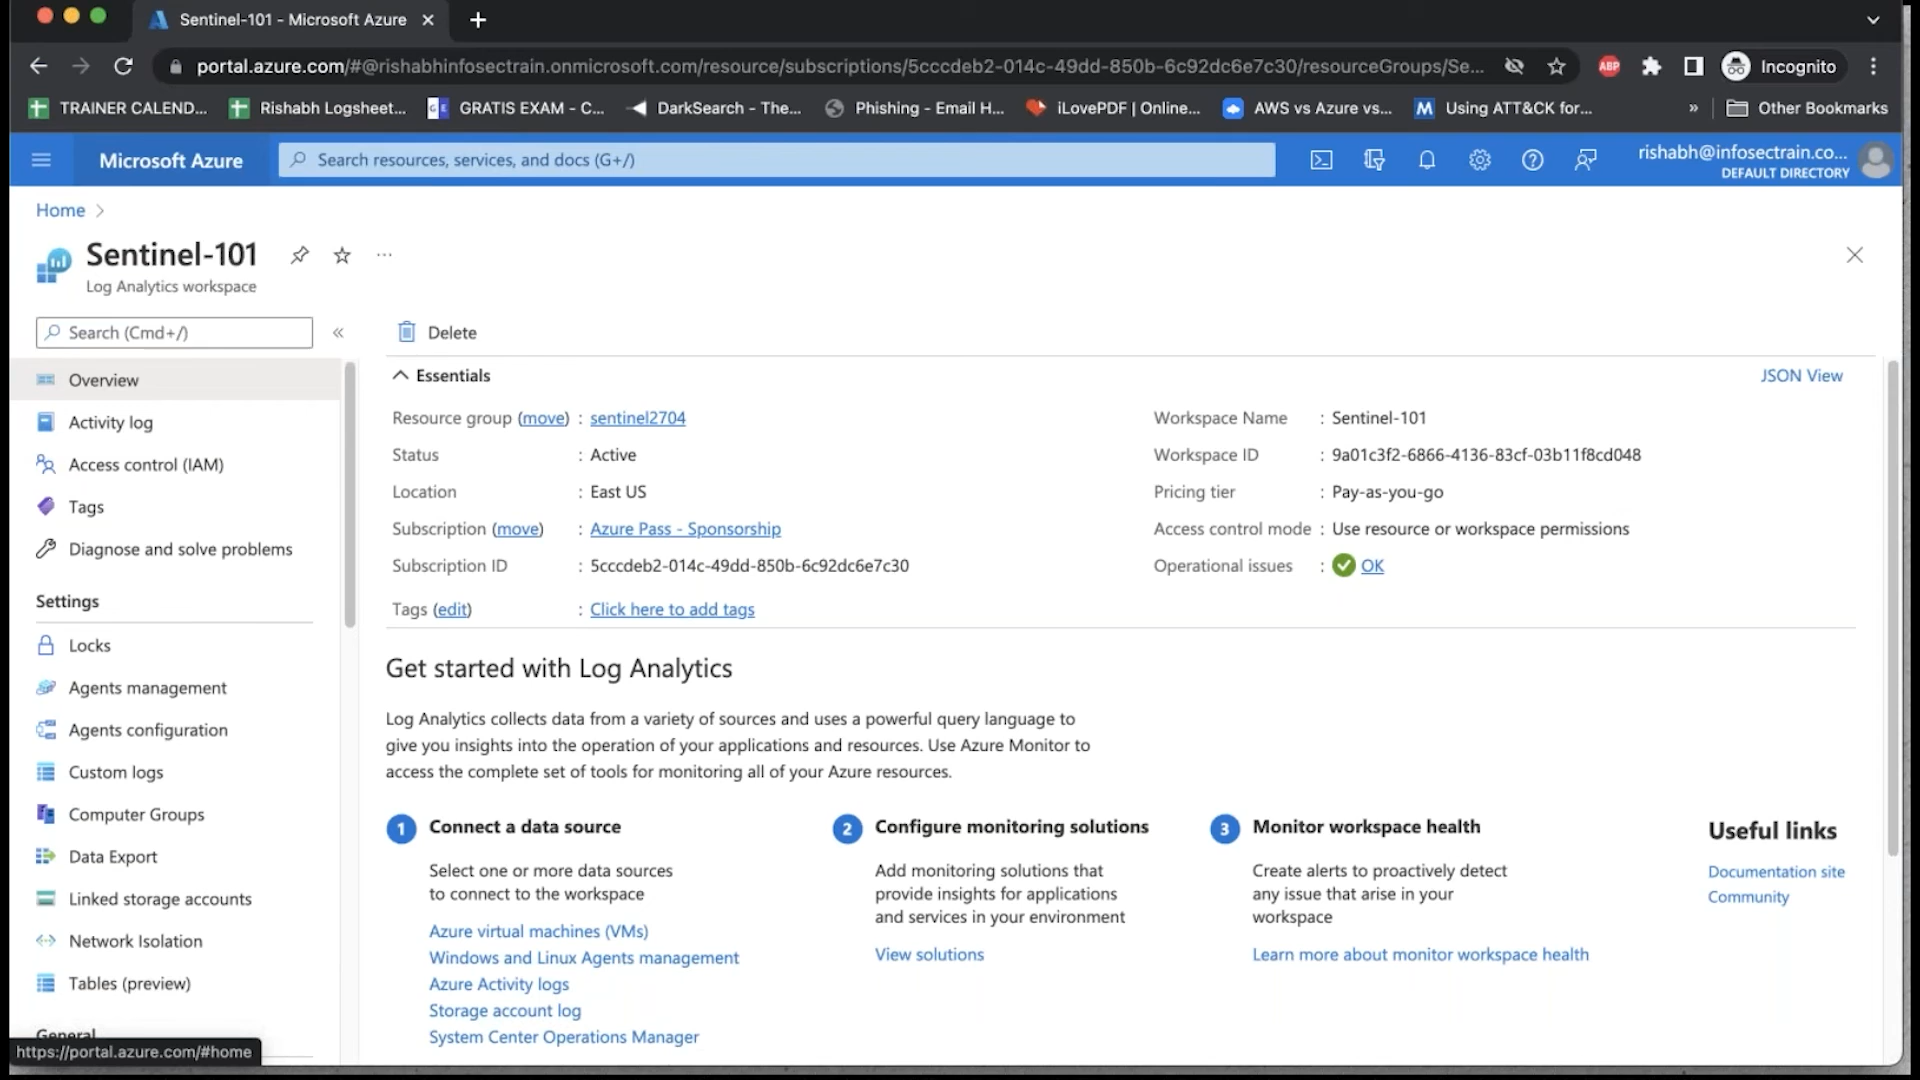 Sentinel-101 - Microsoft Azure
portal.azure.com/#@rishabhinfosectrain.onmicrosoft.com/resource/subscriptions/5cccdeb2-014c-49dd-850b-6c92dc6e7c30/resourceGroups/Se...
ABP
Incognito
TRAINER CALEND...
Rishabh Logsheet...
GRATIS EXAM - C...
DarkSearch - The...
Phishing - Email H...
iLovePDF | Online...
AWS vs Azure vs...
M
Using ATT&CK for...
»
Other Bookmarks
Microsoft Azure
Search resources, services, and docs (G+/)
rishabh@infosectrain.co...
DEFAULT DIRECTORY
Home
Sentinel-101
...
Log Analytics workspace
Search (Cmd+/)
«
Delete
Overview
Activity log
Access control (IAM)
Tags
Diagnose and solve problems
Settings
Locks
Agents management
Agents configuration
Custom logs
Computer Groups
Data Export
Linked storage accounts
Network Isolation
Tables (preview)
General
https://portal.azure.com/#home
Essentials
JSON View
Resource group (move) : sentinel2704
Status : Active
Location : East US
Subscription (move) : Azure Pass - Sponsorship
Subscription ID : 5cccdeb2-014c-49dd-850b-6c92dc6e7c30
Tags (edit) : Click here to add tags
Workspace Name : Sentinel-101
Workspace ID : 9a01c3f2-6866-4136-83cf-03b11f8cd048
Pricing tier : Pay-as-you-go
Access control mode : Use resource or workspace permissions
Operational issues : OK
Get started with Log Analytics
Log Analytics collects data from a variety of sources and uses a powerful query language to
give you insights into the operation of your applications and resources. Use Azure Monitor to
access the complete set of tools for monitoring all of your Azure resources.
1 Connect a data source
Select one or more data sources
to connect to the workspace
Azure virtual machines (VMs)
Windows and Linux Agents management
Azure Activity logs
Storage account log
System Center Operations Manager
2 Configure monitoring solutions
Add monitoring solutions that
provide insights for applications
and services in your environment
View solutions
3 Monitor workspace health
Create alerts to proactively detect
any issue that arise in your
workspace
Learn more about monitor workspace health
Useful links
Documentation site
Community